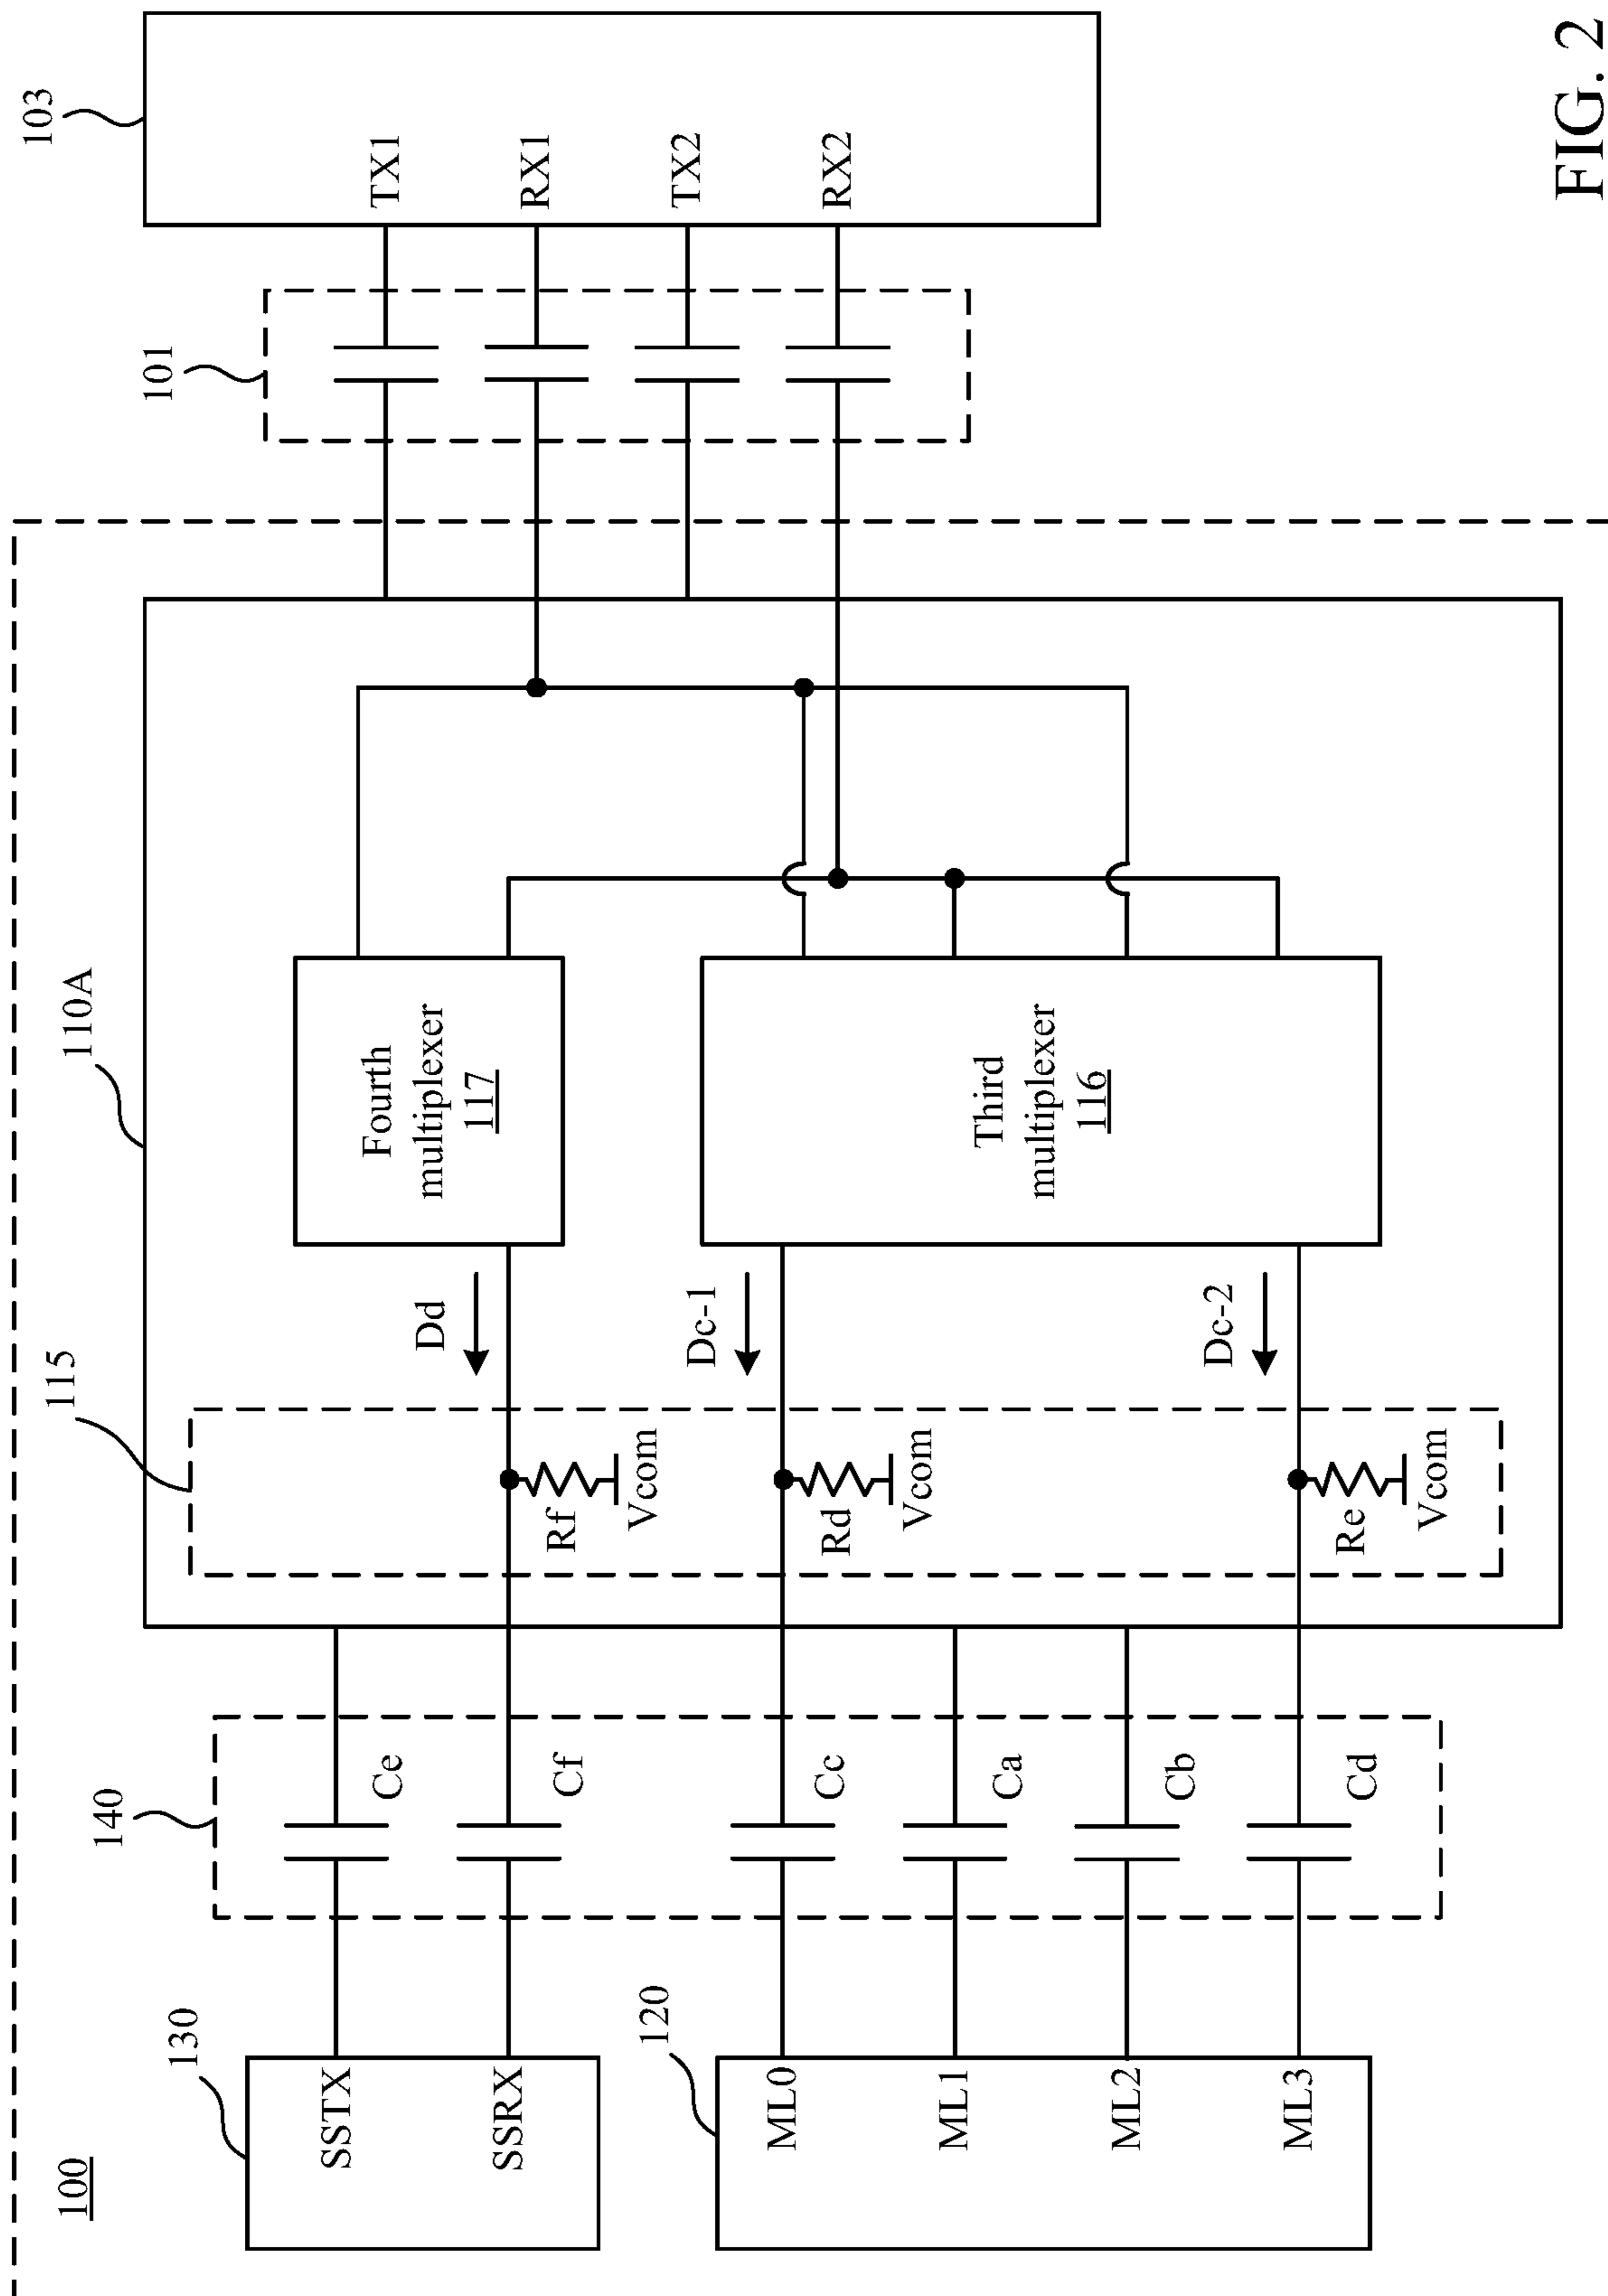 100
130
SSTX
SSRX
120
ML0
ML1
ML2
ML3
140
Ce
Cf
Cc
Ca
Cb
Cd
115
Rf
Vcom
Rd
Vcom
Re
Vcom
Dd
Dc-1
Dc-2
110A
Fourth
multiplexer
117
Third
multiplexer
116
101
103
TX1
RX1
TX2
RX2
FIG. 2